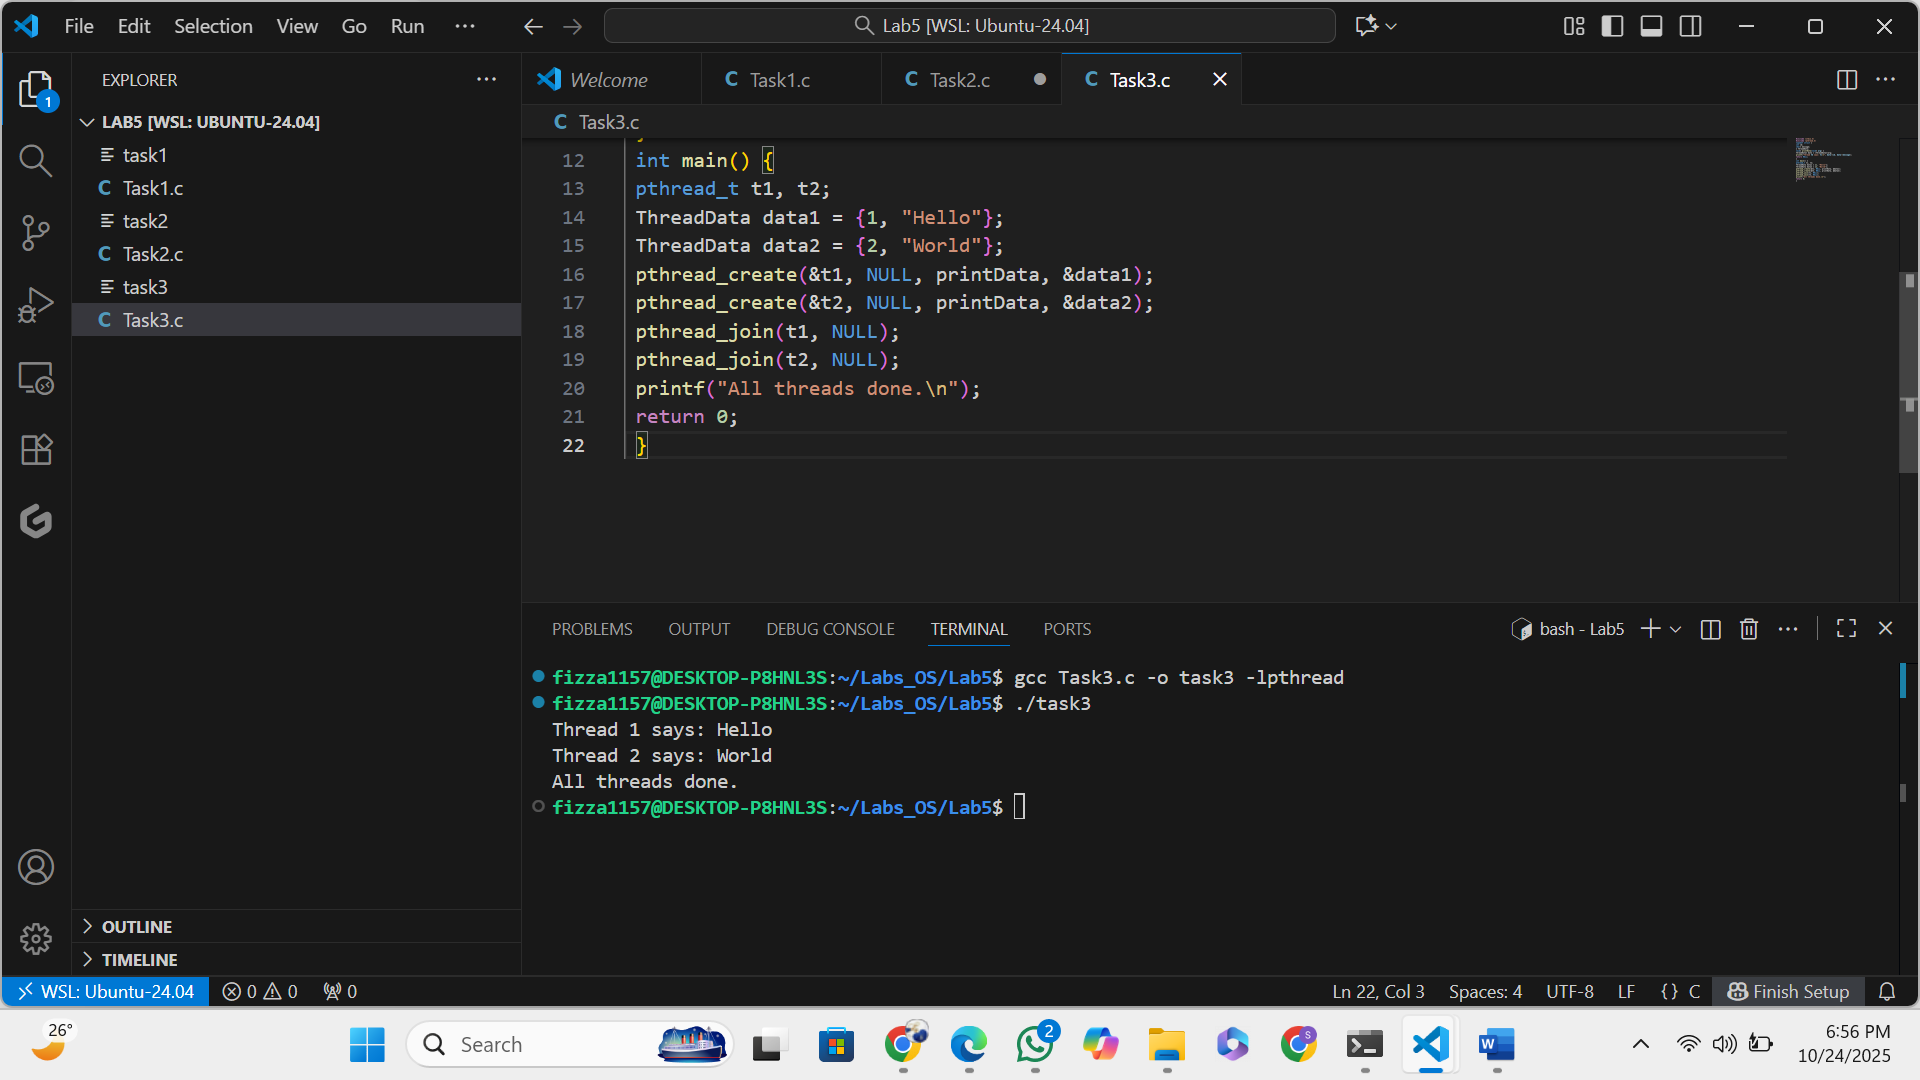 File Edit Selection View Go Run ···
Lab5 [WSL: Ubuntu-24.04]
EXPLORER
1
LAB5 [WSL: UBUNTU-24.04]
task1
C Task1.c
task2
C Task2.c
task3
C Task3.c
OUTLINE
TIMELINE
Welcome
C Task1.c
C Task2.c
C Task3.c
C Task3.c
12 int main() {
13 pthread_t t1, t2;
14 ThreadData data1 = {1, "Hello"};
15 ThreadData data2 = {2, "World"};
16 pthread_create(&t1, NULL, printData, &data1);
17 pthread_create(&t2, NULL, printData, &data2);
18 pthread_join(t1, NULL);
19 pthread_join(t2, NULL);
20 printf("All threads done.\n");
21 return 0;
22 }
PROBLEMS OUTPUT DEBUG CONSOLE TERMINAL PORTS
bash - Lab5
fizza1157@DESKTOP-P8HNL3S:~/Labs_OS/Lab5$ gcc Task3.c -o task3 -lpthread
fizza1157@DESKTOP-P8HNL3S:~/Labs_OS/Lab5$ ./task3
Thread 1 says: Hello
Thread 2 says: World
All threads done.
fizza1157@DESKTOP-P8HNL3S:~/Labs_OS/Lab5$
WSL: Ubuntu-24.04 0 0 0
Ln 22, Col 3 Spaces: 4 UTF-8 LF {} C Finish Setup
26°
Search
2
S
W
6:56 PM
10/24/2025